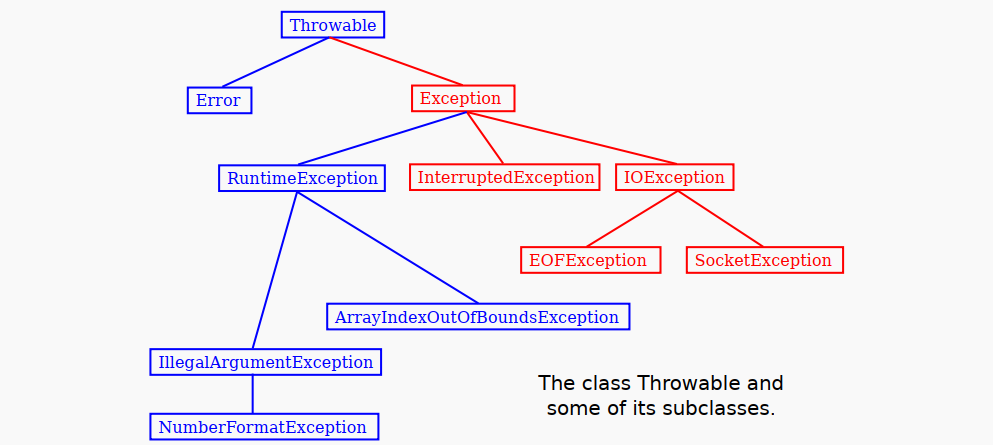 Throwable
Error
Exception
RuntimeException
InterruptedException
IOException
EOFException
SocketException
ArrayIndexOutOfBoundsException
IllegalArgumentException
NumberFormatException
The class Throwable and
some of its subclasses.